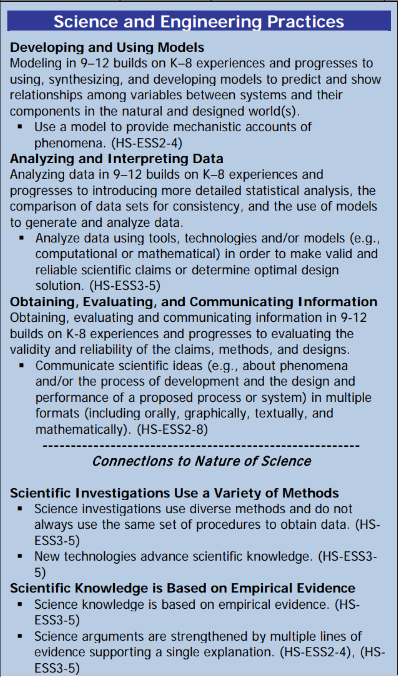 Science and Engineering Practices
Developing and Using Models
Modeling in 9–12 builds on K–8 experiences and progresses to
using, synthesizing, and developing models to predict and show
relationships among variables between systems and their
components in the natural and designed world(s).
▪ Use a model to provide mechanistic accounts of
phenomena. (HS-ESS2-4)
Analyzing and Interpreting Data
Analyzing data in 9–12 builds on K–8 experiences and
progresses to introducing more detailed statistical analysis, the
comparison of data sets for consistency, and the use of models
to generate and analyze data.
▪ Analyze data using tools, technologies and/or models (e.g.,
computational or mathematical) in order to make valid and
reliable scientific claims or determine optimal design
solution. (HS-ESS3-5)
Obtaining, Evaluating, and Communicating Information
Obtaining, evaluating and communicating information in 9-12
builds on K-8 experiences and progresses to evaluating the
validity and reliability of the claims, methods, and designs.
▪ Communicate scientific ideas (e.g., about phenomena
and/or the process of development and the design and
performance of a proposed process or system) in multiple
formats (including orally, graphically, textually, and
mathematically). (HS-ESS2-8)
-----------------------------------------------------
Connections to Nature of Science
Scientific Investigations Use a Variety of Methods
▪ Science investigations use diverse methods and do not
always use the same set of procedures to obtain data. (HS-
ESS3-5)
▪ New technologies advance scientific knowledge. (HS-ESS3-
5)
Scientific Knowledge is Based on Empirical Evidence
▪ Science knowledge is based on empirical evidence. (HS-
ESS3-5)
▪ Science arguments are strengthened by multiple lines of
evidence supporting a single explanation. (HS-ESS2-4), (HS-
ESS3-5)